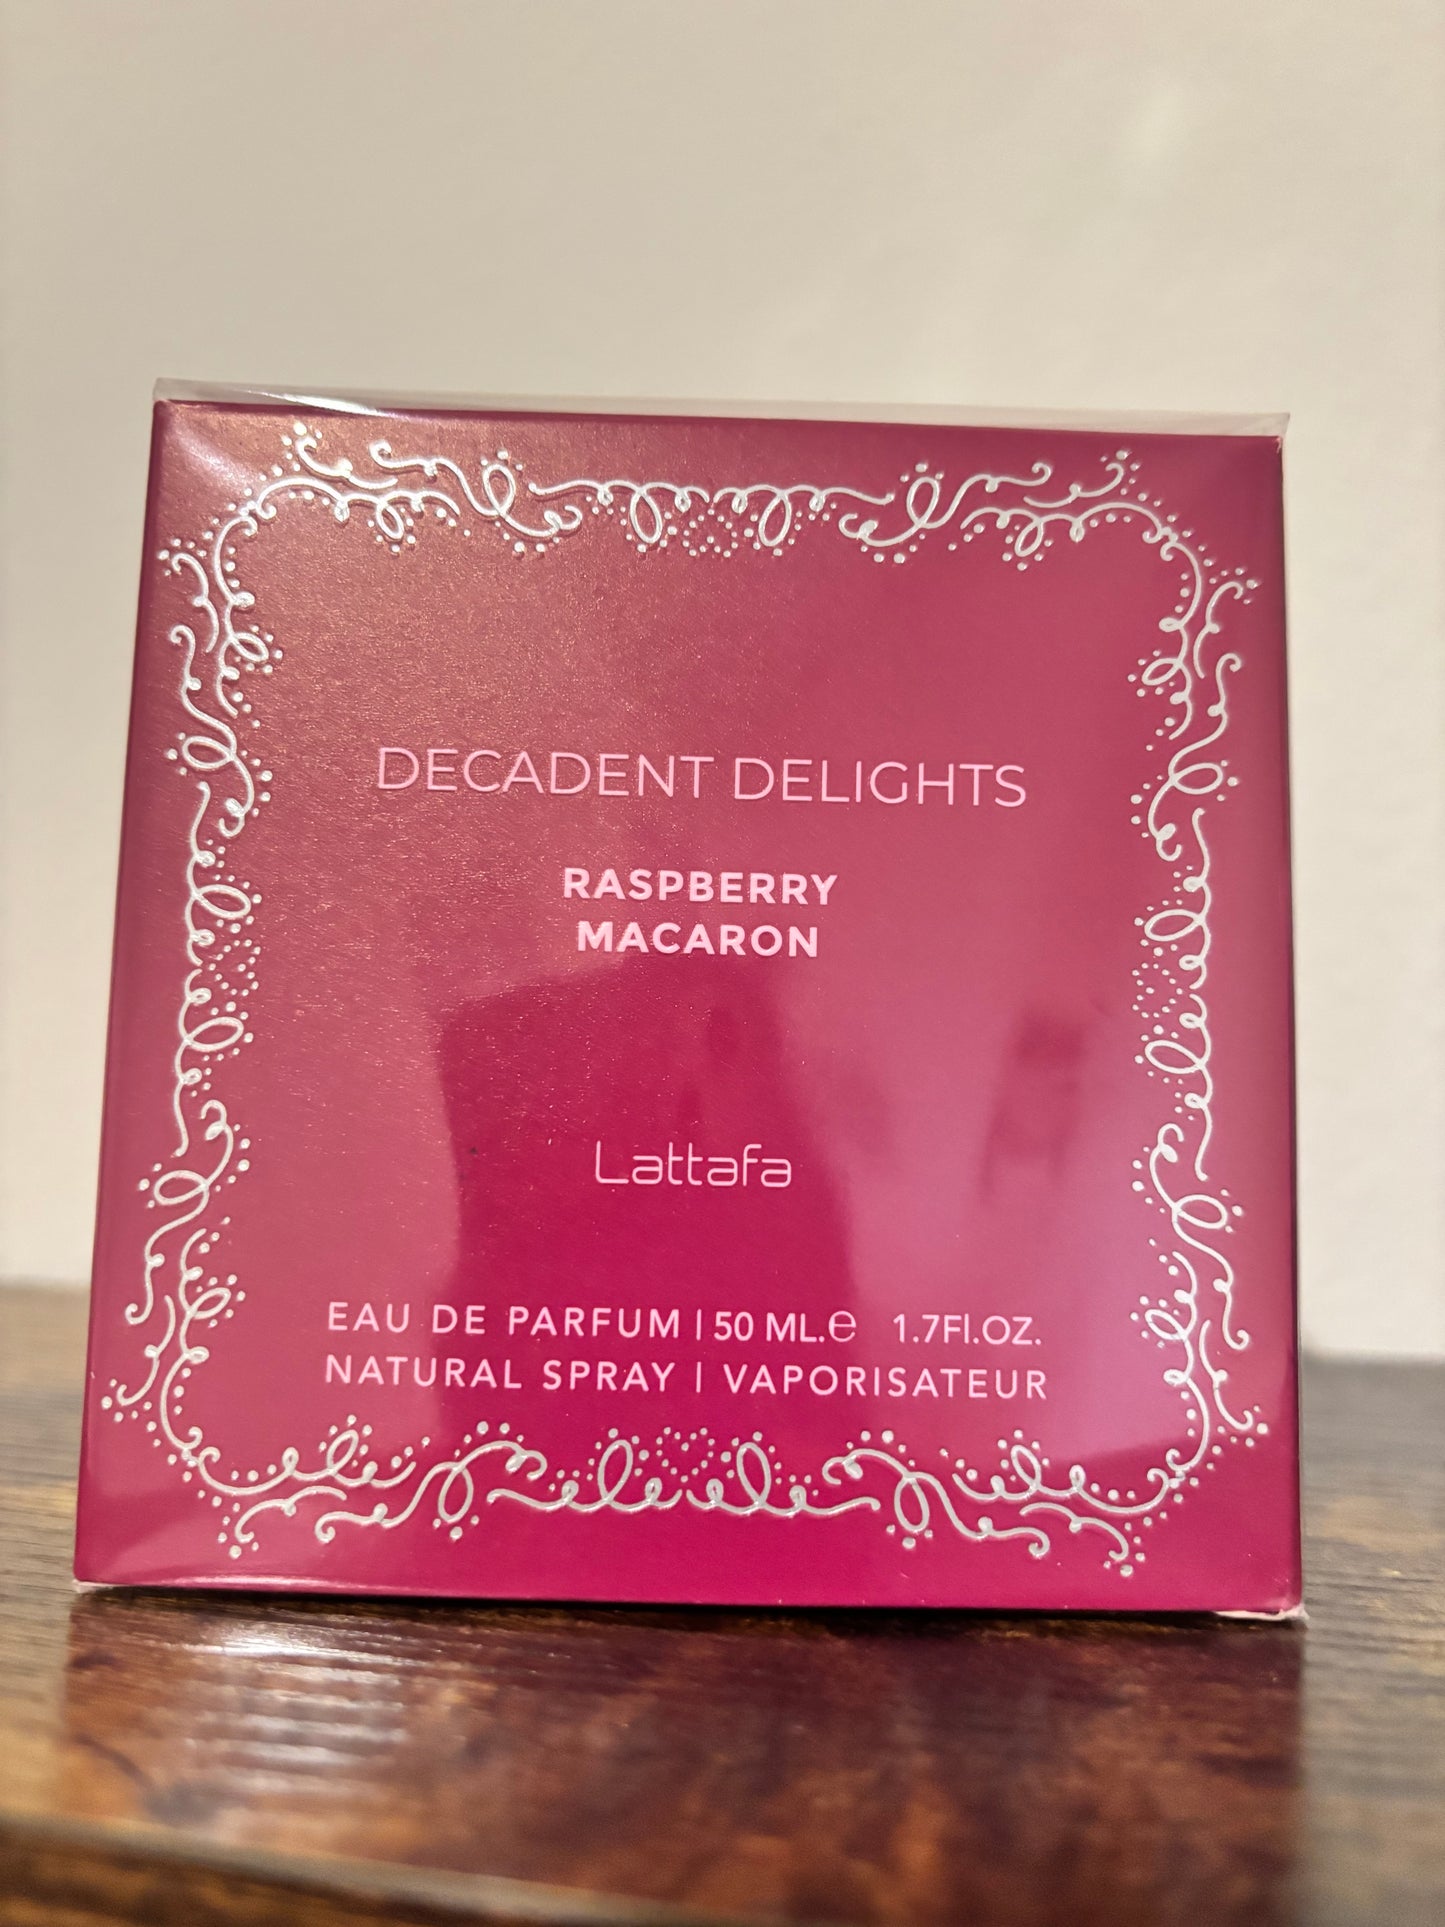 DECADENT DELIGHTS
RASPBERRY
MACARON
Lattafa
EAU DE PARFUM | 50 ML.e 1.7Fl.OZ.
NATURAL SPRAY | VAPORISATEUR